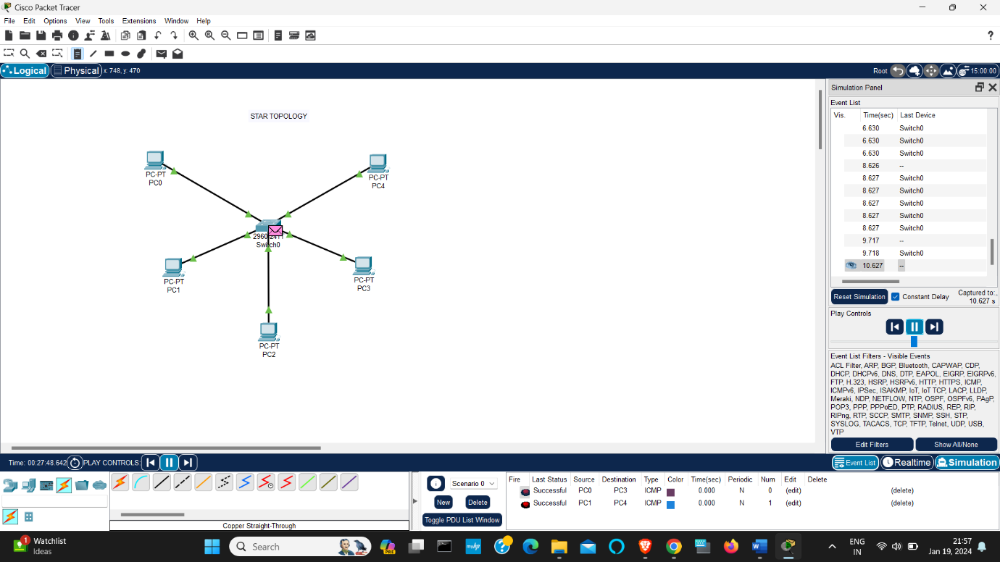 Cisco Packet Tracer
File Edit Options View Tools Extensions Window Help
?
Logical Physical x: 748, y: 470
Root 15:00:00
STAR TOPOLOGY
PC-PT
PC0
PC-PT
PC4
Switch0
PC-PT
PC1
PC-PT
PC3
PC-PT
PC2
Simulation Panel
Event List
Vis. Time(sec) Last Device
6.630 Switch0
6.630 Switch0
6.630 Switch0
8.626 --
8.627 Switch0
8.627 Switch0
8.627 Switch0
8.627 Switch0
8.627 Switch0
9.717 --
9.718 Switch0
10.627 --
Reset Simulation Constant Delay Captured to:
10.627 s
Play Controls
Event List Filters - Visible Events
ACL Filter, ARP, BGP, Bluetooth, CAPWAP, CDP,
DHCP, DHCPv6, DNS, DTP, EAPOL, EIGRP, EIGRPv6,
FTP, H.323, HSRP, HSRPv6, HTTP, HTTPS, ICMP,
ICMPv6, IPSec, ISAKMP, IoT, IoT TCP, LACP, LLDP,
Meraki, NDP, NETFLOW, NTP, OSPF, OSPFv6, PAgP,
POP3, PPP, PPPoED, PTP, RADIUS, REP, RIP,
RIPng, RTP, SCCP, SMTP, SNMP, SSH, STP,
SYSLOG, TACACS, TCP, TFTP, Telnet, UDP, USB,
VTP
Edit Filters Show All/None
Time: 00:27:48.642 PLAY CONTROLS:
Event List Realtime Simulation
Copper Straight-Through
Scenario 0
New Delete
Toggle PDU List Window
Fire Last Status Source Destination Type Color Time(sec) Periodic Num Edit Delete
Successful PC0 PC3 ICMP 0.000 N 0 (edit) (delete)
Successful PC1 PC4 ICMP 0.000 N 1 (edit) (delete)
1
Watchlist
Ideas
Search
PRE
myhp
ENG
IN
21:57
Jan 19, 2024